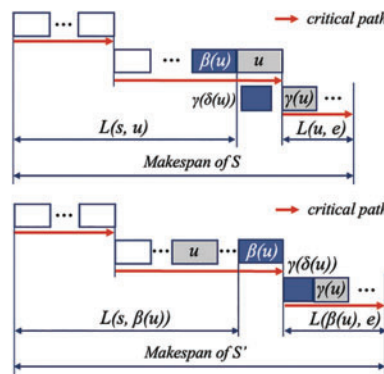 ... critical path
... β(u) u
γ(δ(u)) γ(u) ...
L(s, u) L(u, e)
Makespan of S
... critical path
... u ... β(u)
γ(δ(u))
γ(u) ...
L(s, β(u)) L(β(u), e)
Makespan of S'